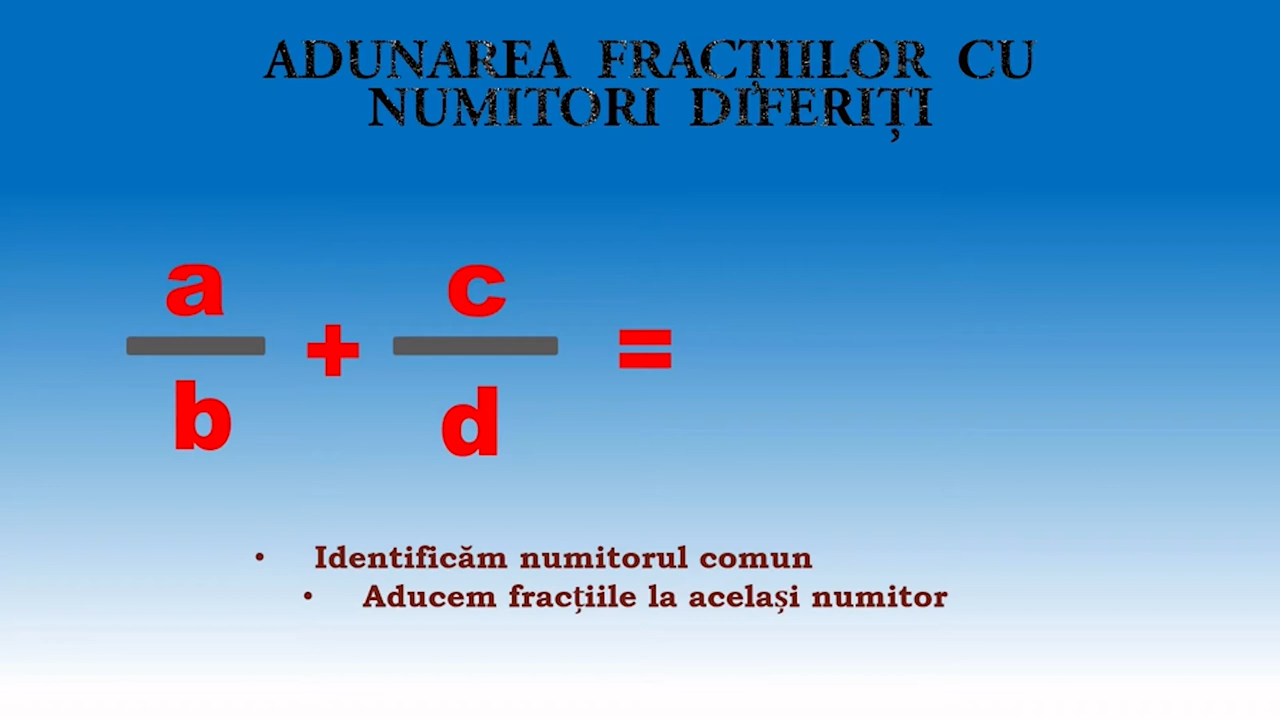 ADUNAREA FRACȚIILOR CU
NUMITORI DIFERIȚI
a c
+ =
b d
• Identificăm numitorul comun
• Aducem fracțiile la același numitor